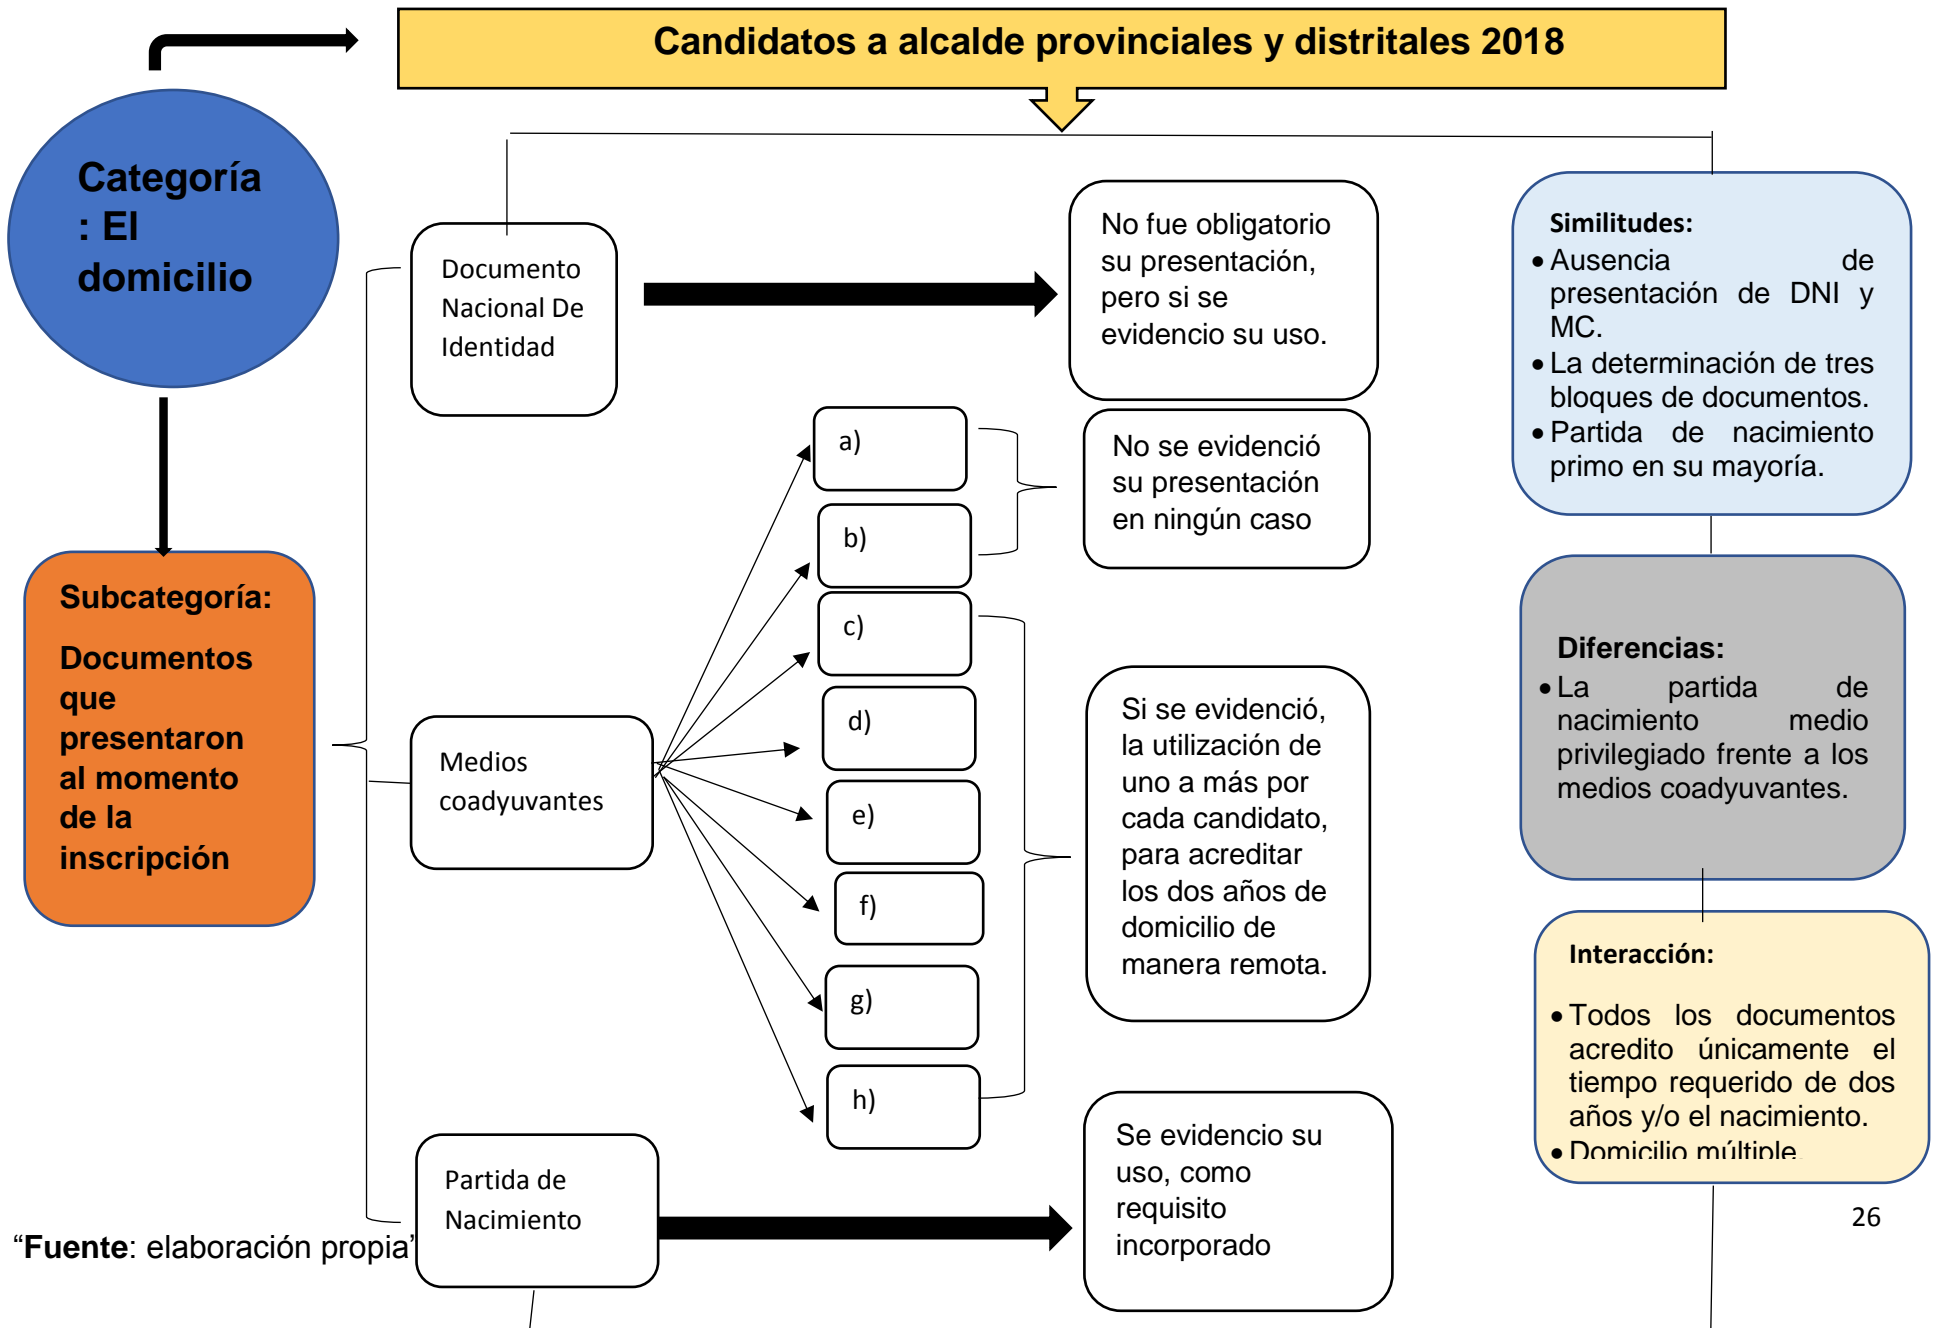 Candidatos a alcalde provinciales y distritales 2018
Categoría
: El
domicilio
Subcategoría:
Documentos
que
presentaron
al momento
de la
inscripción
Documento
Nacional De
Identidad
No fue obligatorio
su presentación,
pero si se
evidencio su uso.
Medios
coadyuvantes
a)
b)
c)
d)
e)
f)
g)
h)
No se evidenció
su presentación
en ningún caso
Si se evidenció,
la utilización de
uno a más por
cada candidato,
para acreditar
los dos años de
domicilio de
manera remota.
Partida de
Nacimiento
Se evidencio su
uso, como
requisito
incorporado
Similitudes:
• Ausencia de
presentación de DNI y
MC.
• La determinación de tres
bloques de documentos.
• Partida de nacimiento
primo en su mayoría.
Diferencias:
• La partida de
nacimiento medio
privilegiado frente a los
medios coadyuvantes.
Interacción:
• Todos los documentos
acredito únicamente el
tiempo requerido de dos
años y/o el nacimiento.
• Domicilio múltiple
“Fuente: elaboración propia”
26